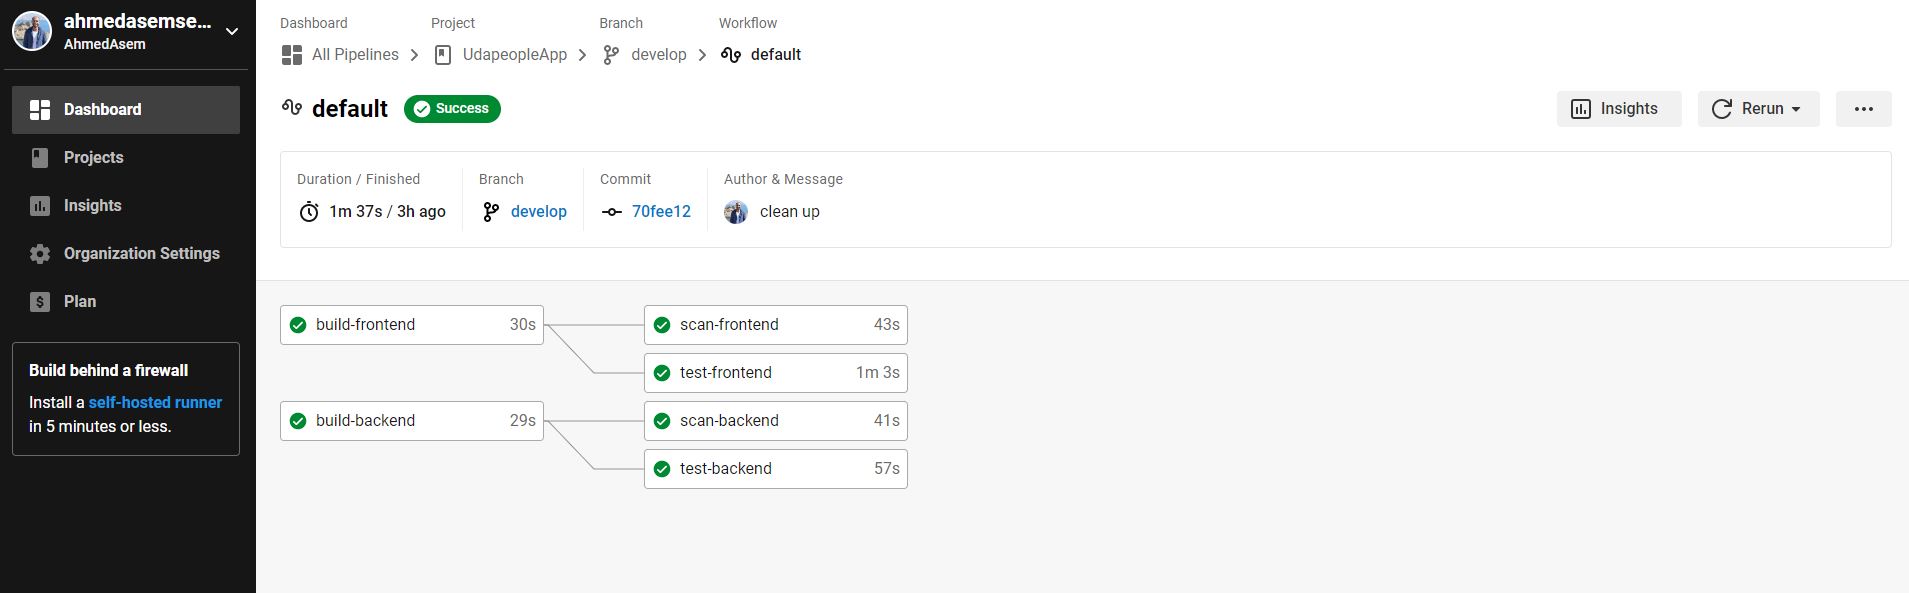 ahmedasemse...
AhmedAsem
Dashboard
Projects
Insights
Organization Settings
Plan
Build behind a firewall
Install a self-hosted runner
in 5 minutes or less.
Dashboard Project Branch Workflow
All Pipelines UdapeopleApp develop default
default Success Insights Rerun
Duration / Finished Branch Commit Author & Message
1m 37s / 3h ago develop 70fee12 clean up
build-frontend 30s scan-frontend 43s
test-frontend 1m 3s
build-backend 29s scan-backend 41s
test-backend 57s